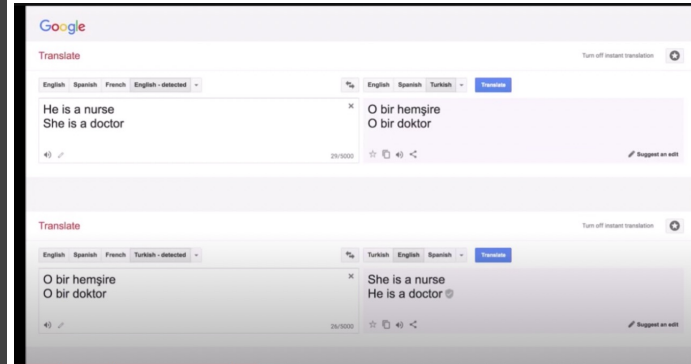 Google
Translate
Turn off instant translation
English Spanish French English - detected
English Spanish Turkish
Translate
He is a nurse
She is a doctor
O bir hemşire
O bir doktor
29/5000
Suggest an edit
Translate
Turn off instant translation
English Spanish French Turkish - detected
Turkish English Spanish
Translate
O bir hemşire
O bir doktor
She is a nurse
He is a doctor
26/5000
Suggest an edit